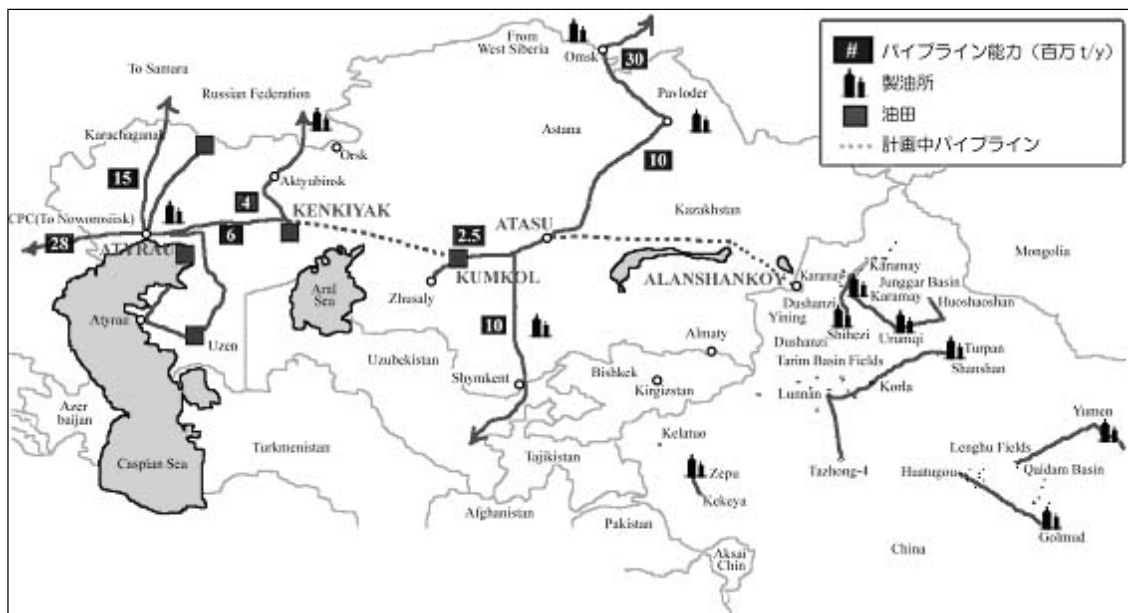 From
West Siberia
Omsk
30
To Samara
Russian Federation
Pavloder
Astana
Karachaganak
Orsk
15
Aktyubinsk
10
4
KENKIYAK
ATASU
Kazakhstan
Mongolia
CPC(To Noworosiisk)
28
6
ATYRAU
2.5
KUMKOL
ALANSHANKOY
Karamay
Karamay
Junggar Basin
Karamay
Huoshaoshan
Aral
Sea
Zhusaly
Dushanzi
Yining
Shihezi
Urumqi
Atyrau
Uzen
10
Almaty
Dushanzi
Turpan
Shanshan
Uzubekistan
Tarim Basin Fields
Shymkent
Bishkek
Kirgizstan
Lunnan
Korla
Azer
baijan
Yumen
Kelatuo
Lenghu Fields
Turkmenistan
Caspian Sea
Tajikistan
Zepu
Tazhong-4
Huatugou
Qaidam Basin
Kekeya
Afghanistan
Pakistan
Golmud
China
Aksai
Chin
# パイプライン能力（百万t/y）
製油所
油田
計画中パイプライン